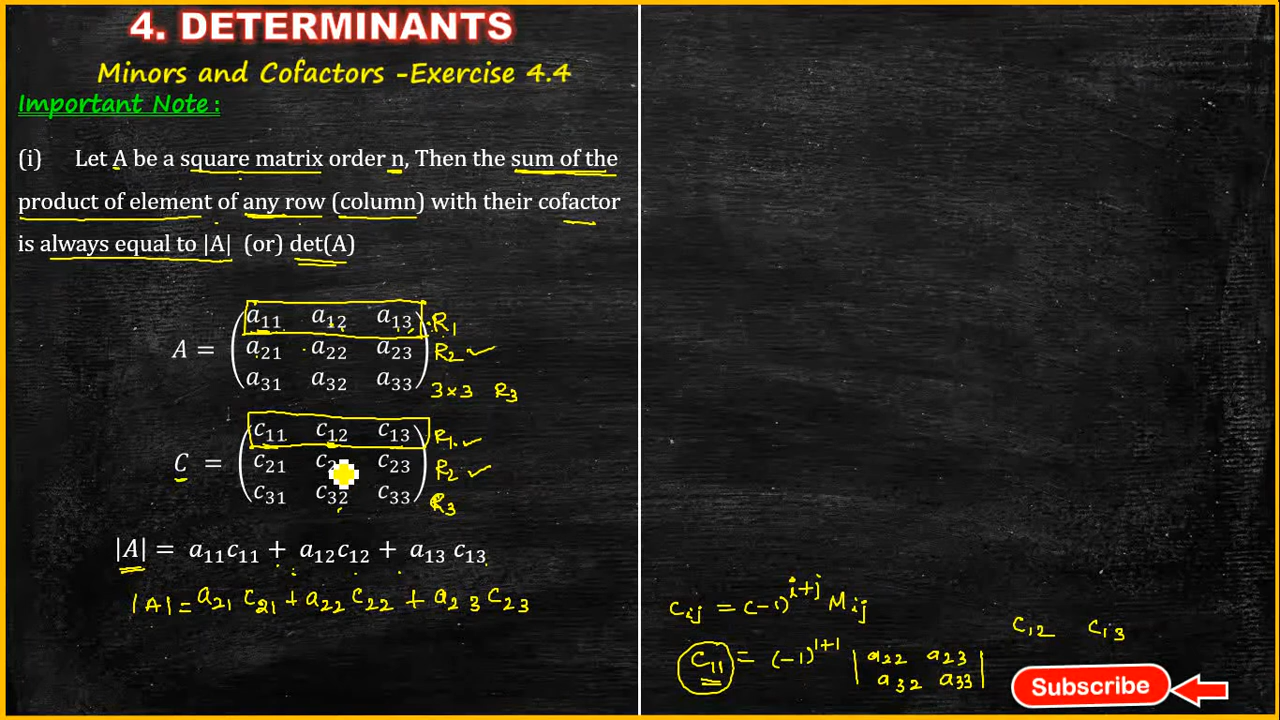 4. DETERMINANTS
Minors and Cofactors -Exercise 4.4
Important Note :
(i) Let A be a square matrix order n, Then the sum of the
product of element of any row (column) with their cofactor
is always equal to |A| (or) det(A)
a11 a12 a13 R1
A = a21 a22 a23 R2 ✓
a31 a32 a33 3×3 R3
c11 c12 c13 R1 ✓
C = c21 c23 R2 ✓
c31 c32 c33 R3
|A| = a11c11 + a12c12 + a13 c13
|A| = a21 c21 + a22 c22 + a23 c23
cij = (-1)^i+j Mij
c11 = (-1)^1+1 | a22 a23 |
| a32 a33 |
c12 c13
Subscribe